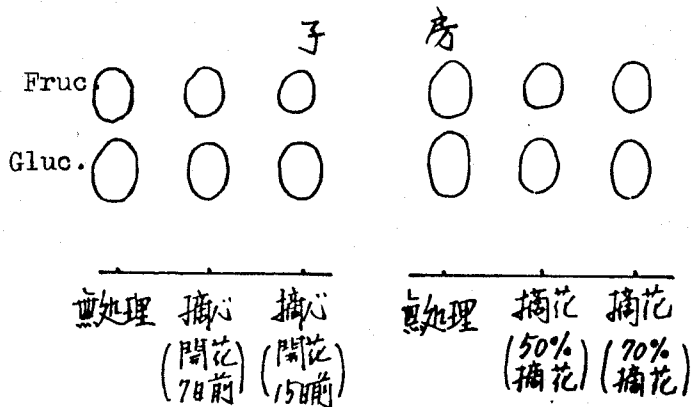 子 房
Fruc.
Gluc.
無処理 摘心 摘心 無処理 摘花 摘花
(開花 7日前) (開花 15日前) (50% 摘花) (70% 摘花)